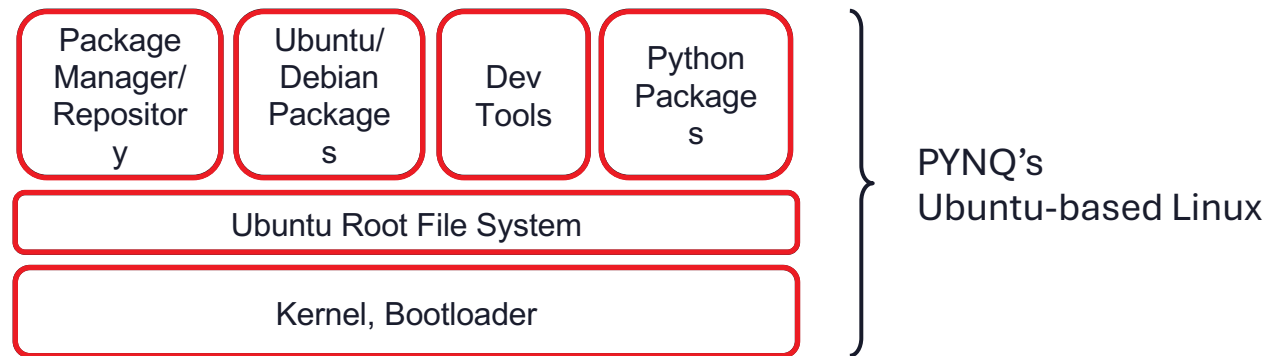 Package
Manager/
Repositor
y
Ubuntu/
Debian
Package
s
Dev
Tools
Python
Package
s
Ubuntu Root File System
Kernel, Bootloader
PYNQ’s
Ubuntu-based Linux